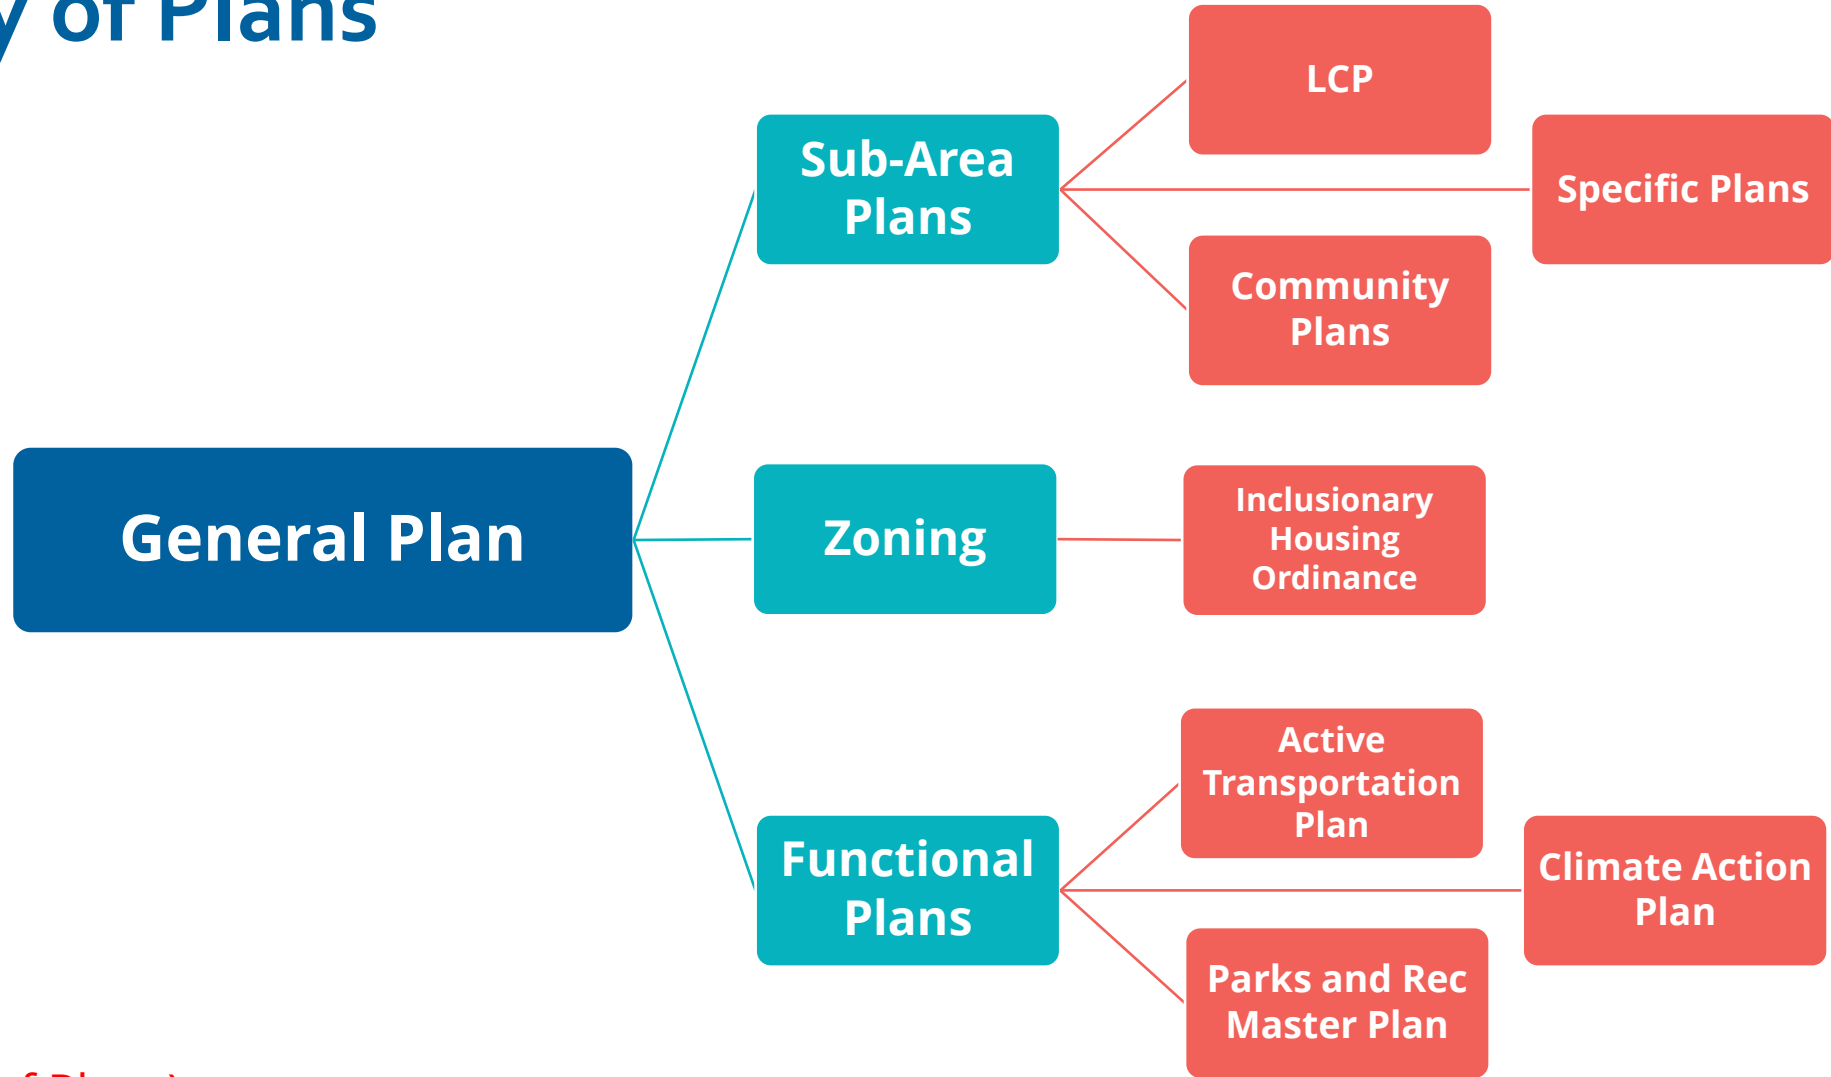 of Plans
LCP
Sub-Area
Plans
Specific Plans
Community
Plans
General Plan
Zoning
Inclusionary
Housing
Ordinance
Active
Transportation
Plan
Functional
Plans
Climate Action
Plan
Parks and Rec
Master Plan